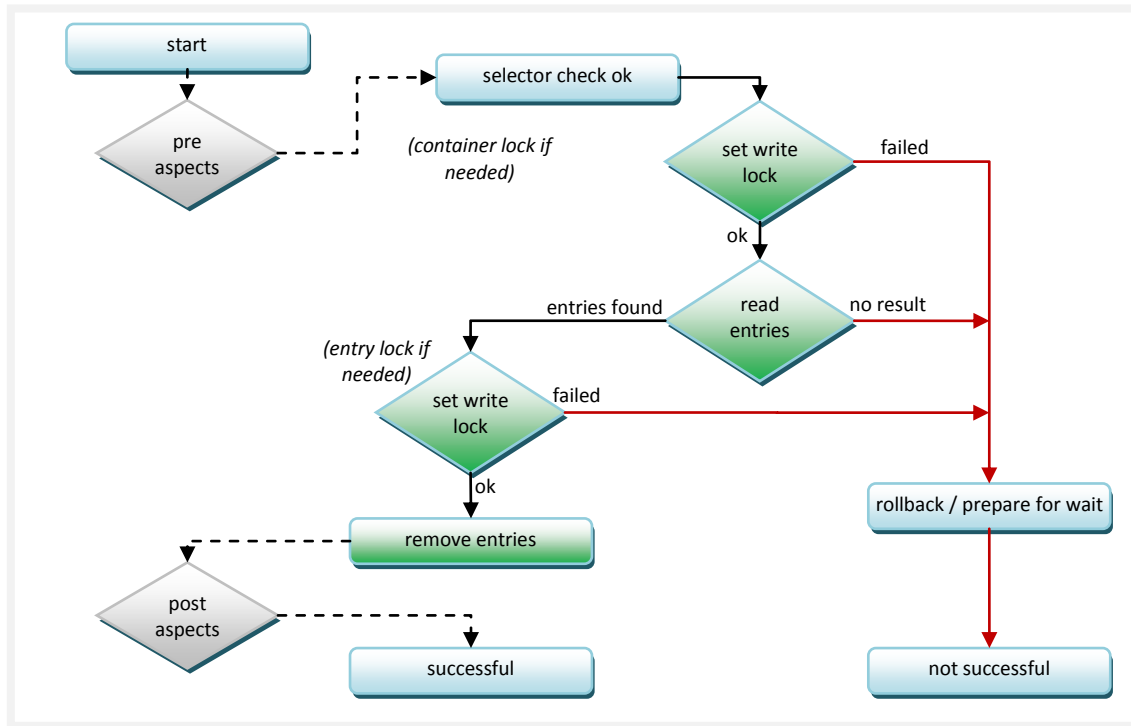 start
selector check ok
pre
aspects
(container lock if
needed)
set write
lock
failed
ok
entries found
read
entries
no result
(entry lock if
needed)
set write
lock
failed
ok
rollback / prepare for wait
remove entries
post
aspects
successful
not successful